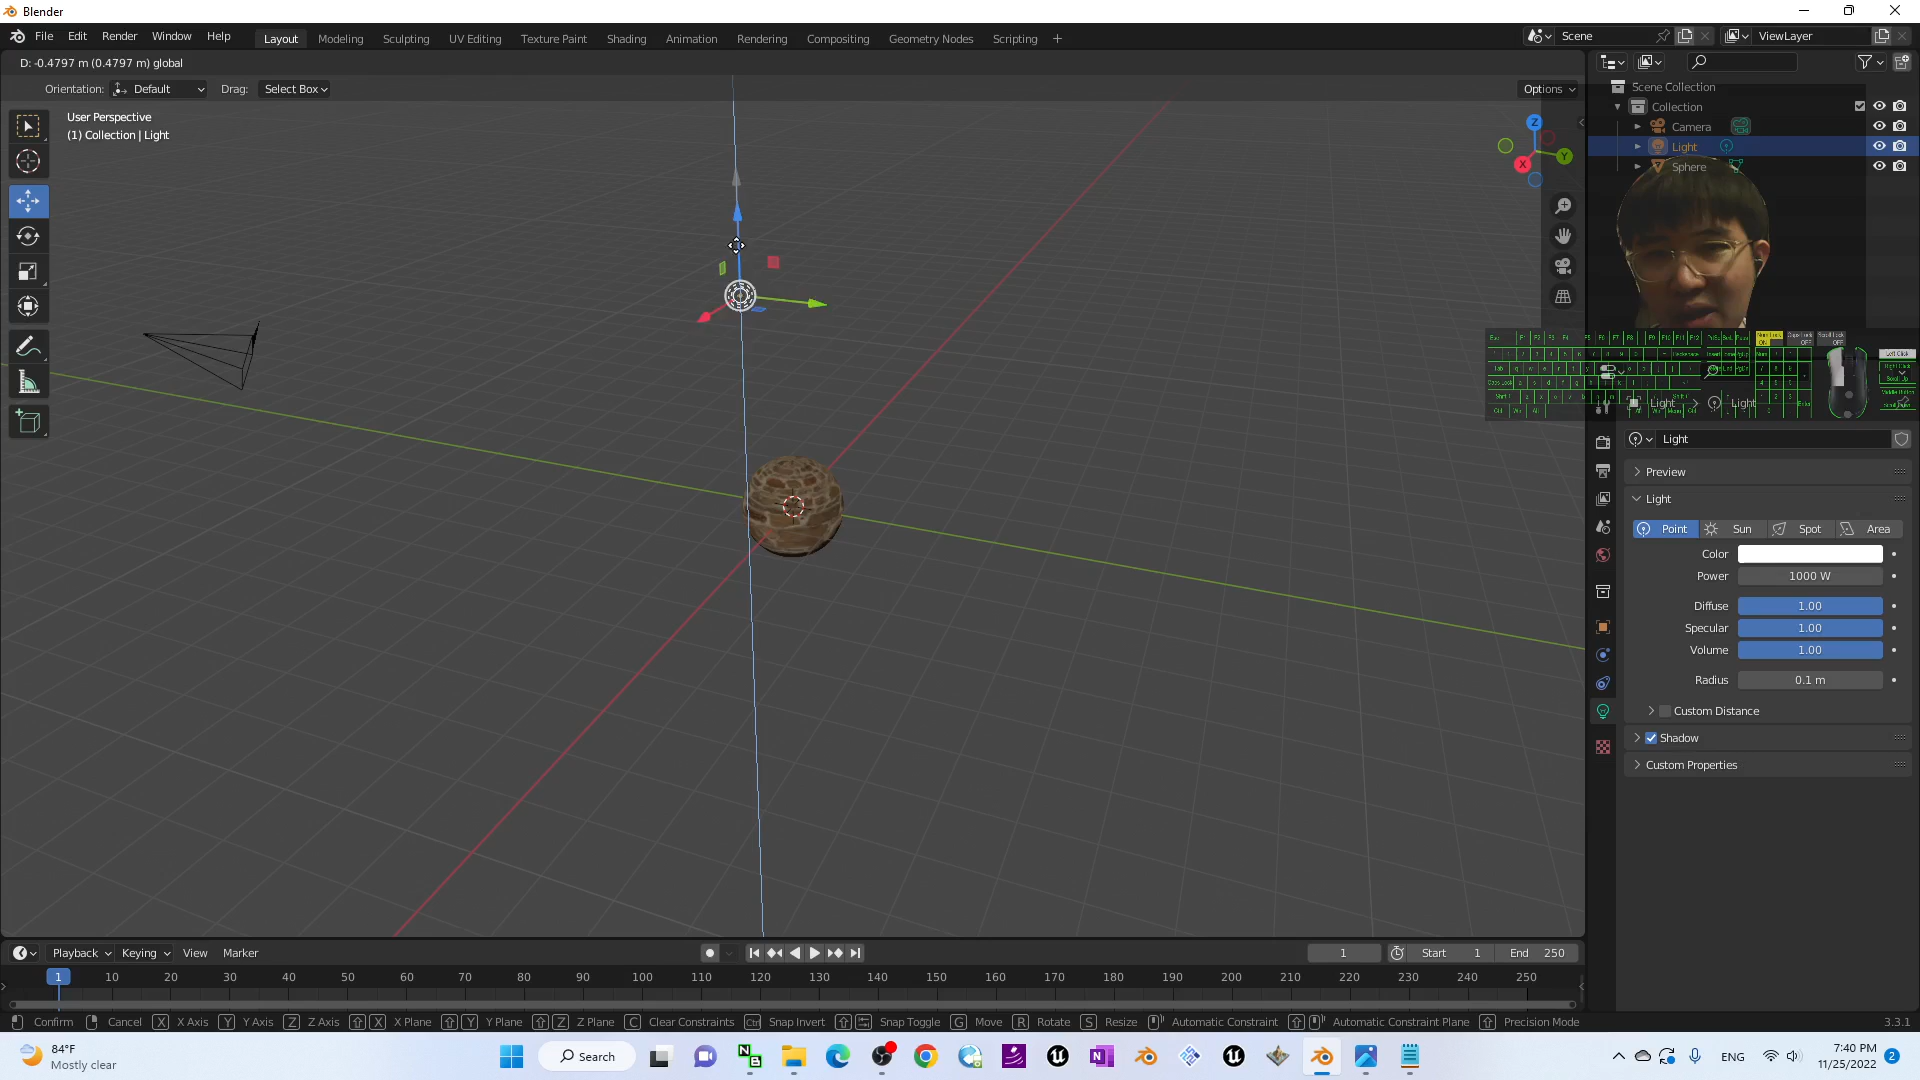 Blender
File Edit Render Window Help
Layout Modeling Sculpting UV Editing Texture Paint Shading Animation Rendering Compositing Geometry Nodes Scripting +
Scene ViewLayer
D: -0.4797 m (0.4797 m) global
Orientation: Default Drag: Select Box Options
User Perspective
(1) Collection | Light
Z
Y
X
Scene Collection
Collection
Camera
Light
Sphere
Light > Light
Light
Preview
Light
Point Sun Spot Area
Color
Power 1000 W
Diffuse 1.00
Specular 1.00
Volume 1.00
Radius 0.1 m
Custom Distance
Shadow
Custom Properties
Playback Keying View Marker
1 Start 1 End 250
1 10 20 30 40 50 60 70 80 90 100 110 120 130 140 150 160 170 180 190 200 210 220 230 240 250
Confirm Cancel X X Axis Y Y Axis Z Z Axis X X Plane Y Y Plane Z Z Plane C Clear Constraints Ctrl Snap Invert Snap Toggle G Move R Rotate S Resize Automatic Constraint Automatic Constraint Plane Precision Mode 3.3.1
84°F
Mostly clear
Search
ENG
7:40 PM
11/25/2022
2